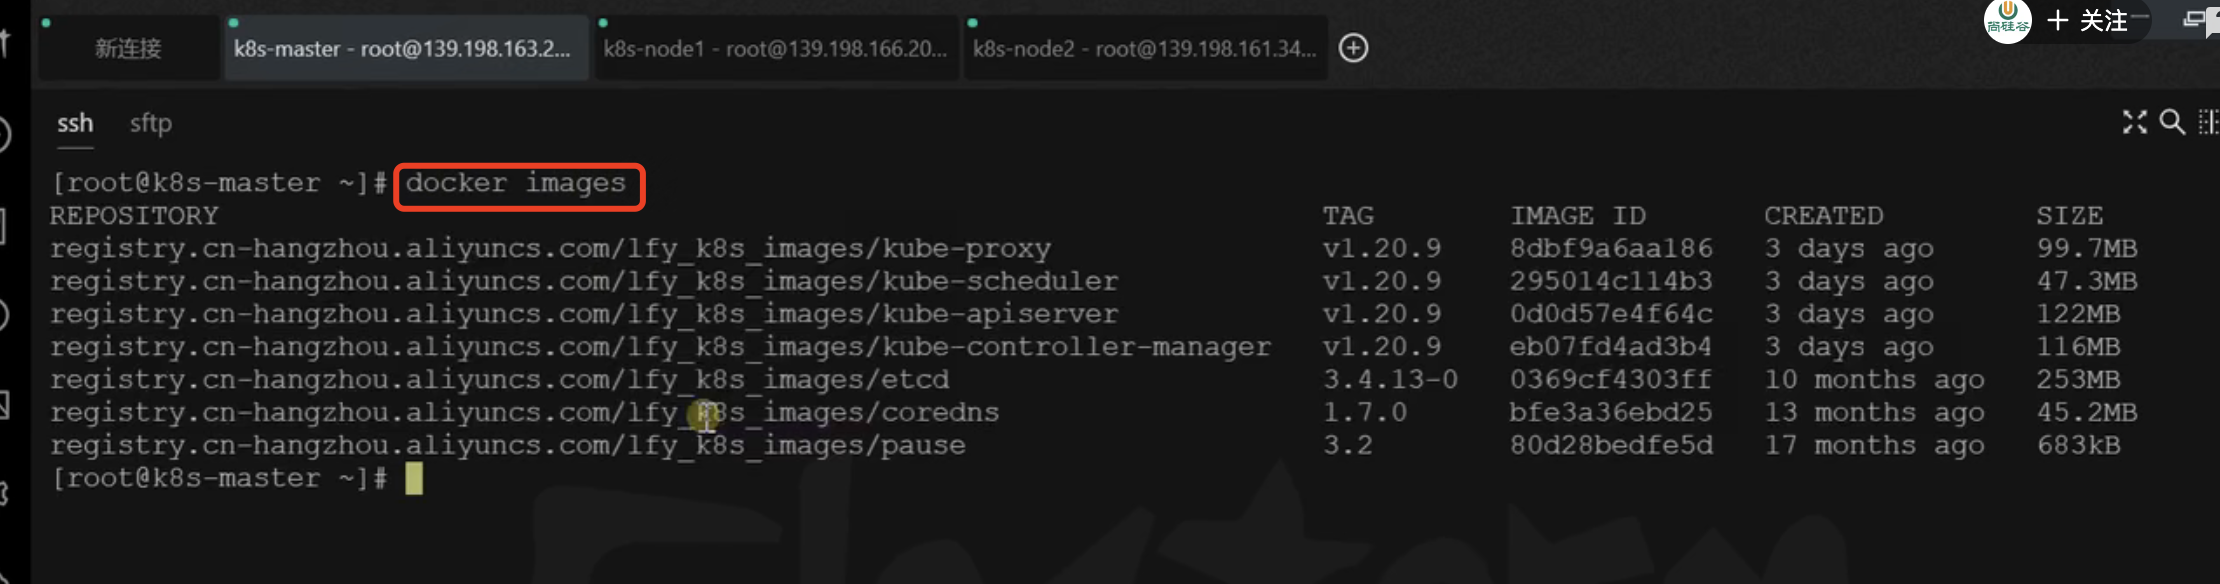 尚硅谷
关注
新连接
k8s-master - root@139.198.163.2...
k8s-node1 - root@139.198.166.20...
k8s-node2 - root@139.198.161.34...
ssh sftp
[root@k8s-master ~]# docker images
REPOSITORY TAG IMAGE ID CREATED SIZE
registry.cn-hangzhou.aliyuncs.com/lfy_k8s_images/kube-proxy v1.20.9 8dbf9a6aa186 3 days ago 99.7MB
registry.cn-hangzhou.aliyuncs.com/lfy_k8s_images/kube-scheduler v1.20.9 295014c114b3 3 days ago 47.3MB
registry.cn-hangzhou.aliyuncs.com/lfy_k8s_images/kube-apiserver v1.20.9 0d0d57e4f64c 3 days ago 122MB
registry.cn-hangzhou.aliyuncs.com/lfy_k8s_images/kube-controller-manager v1.20.9 eb07fd4ad3b4 3 days ago 116MB
registry.cn-hangzhou.aliyuncs.com/lfy_k8s_images/etcd 3.4.13-0 0369cf4303ff 10 months ago 253MB
registry.cn-hangzhou.aliyuncs.com/lfy_k8s_images/coredns 1.7.0 bfe3a36ebd25 13 months ago 45.2MB
registry.cn-hangzhou.aliyuncs.com/lfy_k8s_images/pause 3.2 80d28bedfe5d 17 months ago 683kB
[root@k8s-master ~]#